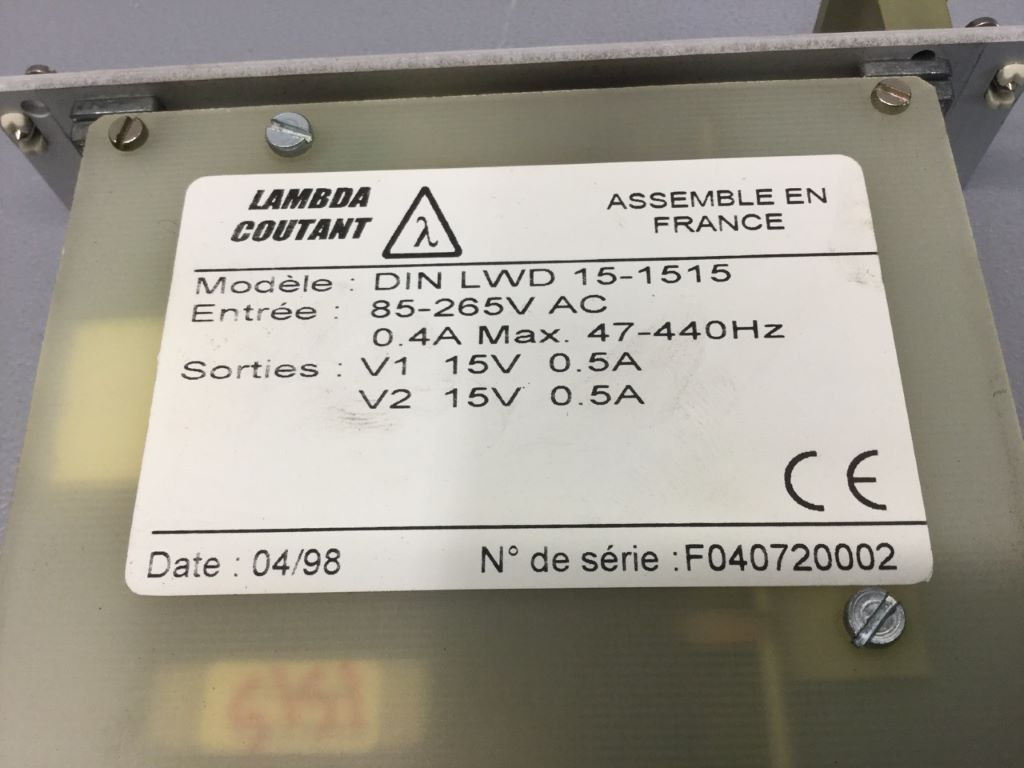 LAMBDA
COUTANT
λ
ASSEMBLE EN
FRANCE
Modèle : DIN LWD 15-1515
Entrée : 85-265V AC
0.4A Max. 47-440Hz
Sorties : V1 15V 0.5A
V2 15V 0.5A
CE
Date : 04/98 N° de série :F040720002